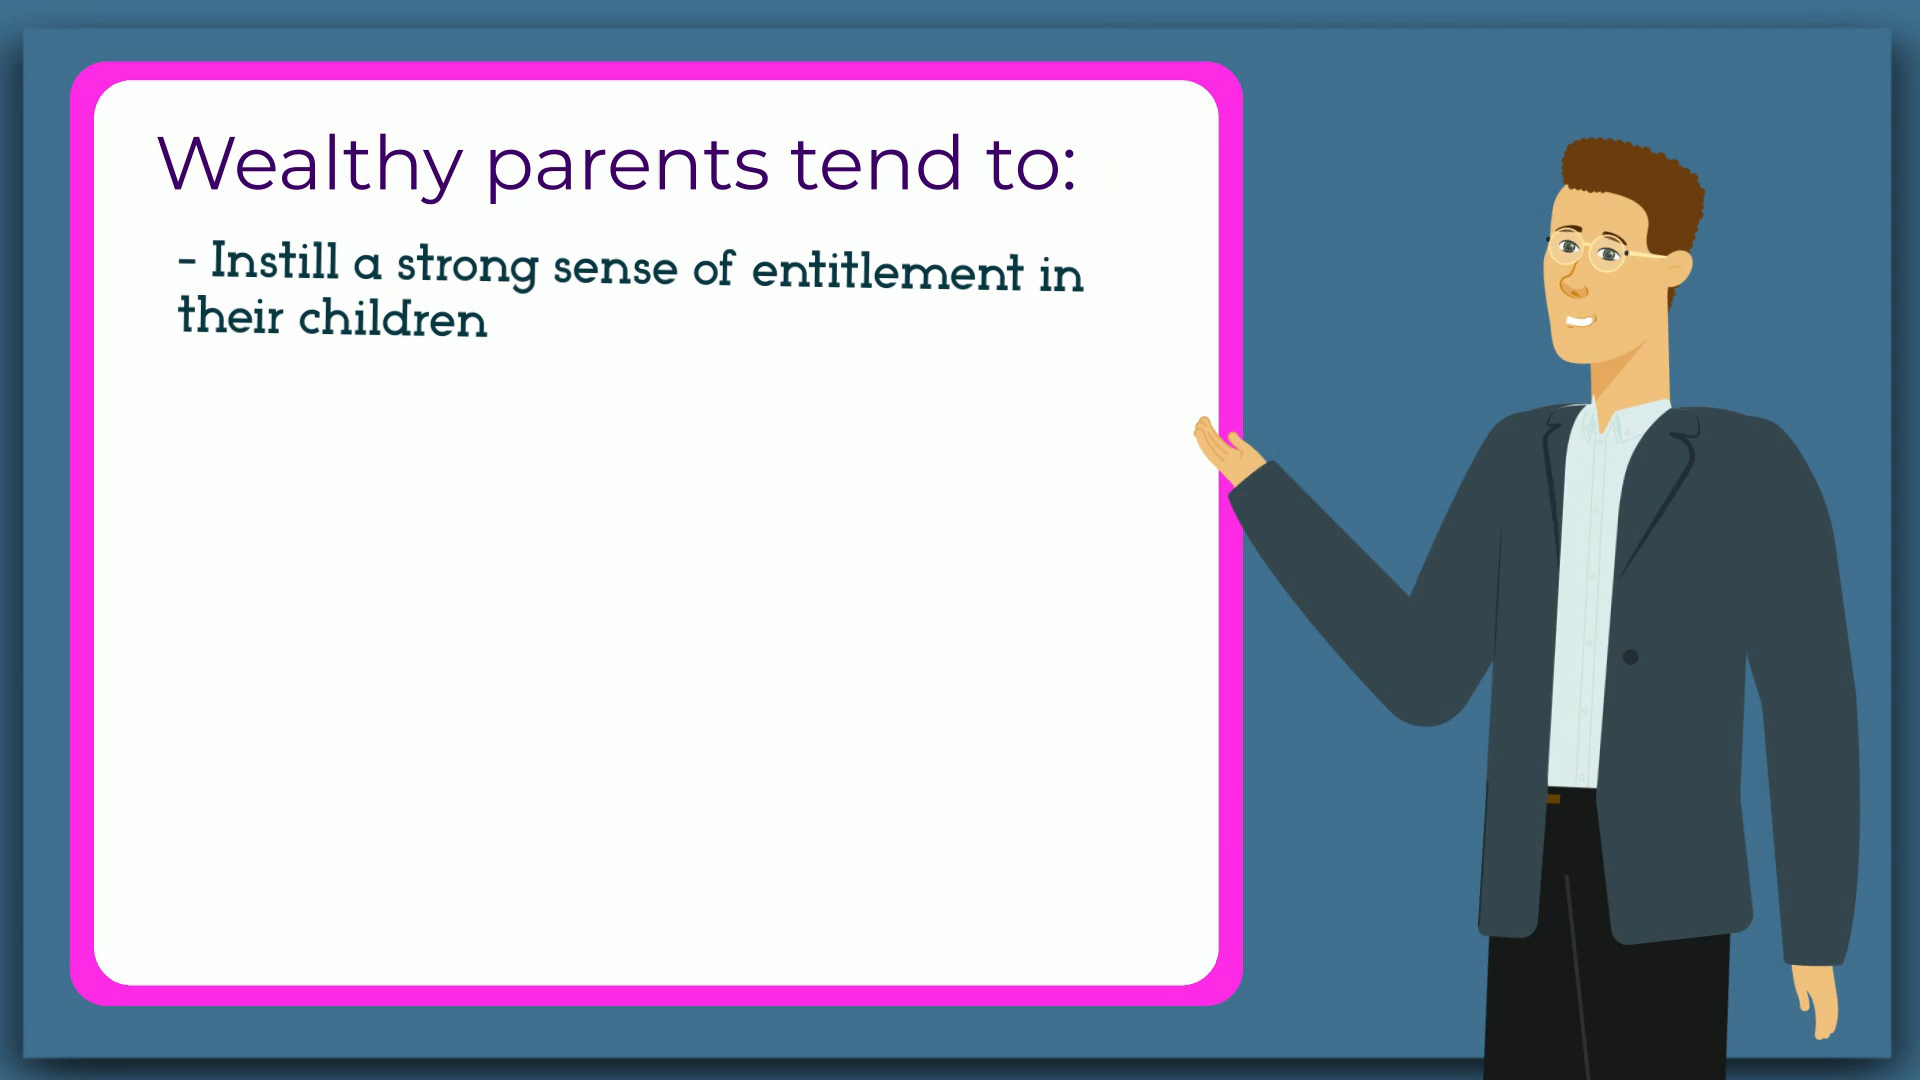 Wealthy parents tend to:
- Instill a strong sense of entitlement in
their children